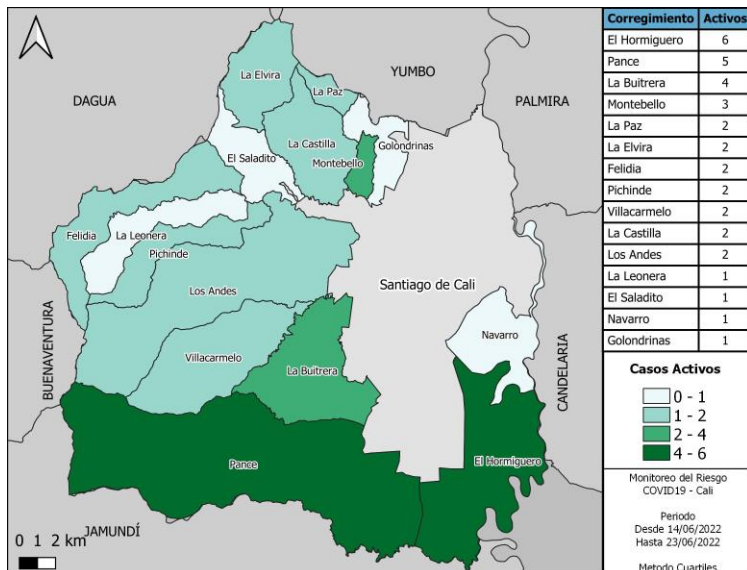 YUMBO
DAGUA
PALMIRA
La Elvira
La Paz
La Castilla
Golondrinas
Montebello
El Saladito
Felidia
La Leonera
Pichinde
Los Andes
Santiago de Cali
Navarro
Villacarmelo
La Buitrera
BUENAVENTURA
CANDELARIA
Pance
El Hormiguero
JAMUNDÍ
0 1 2 km
Corregimiento Activos
El Hormiguero 6
Pance 5
La Buitrera 4
Montebello 3
La Paz 2
La Elvira 2
Felidia 2
Pichinde 2
Villacarmelo 2
La Castilla 2
Los Andes 2
La Leonera 1
El Saladito 1
Navarro 1
Golondrinas 1
Casos Activos
0 - 1
1 - 2
2 - 4
4 - 6
Monitoreo del Riesgo
COVID19 - Cali
Periodo
Desde 14/06/2022
Hasta 23/06/2022
Metodo Cuartiles